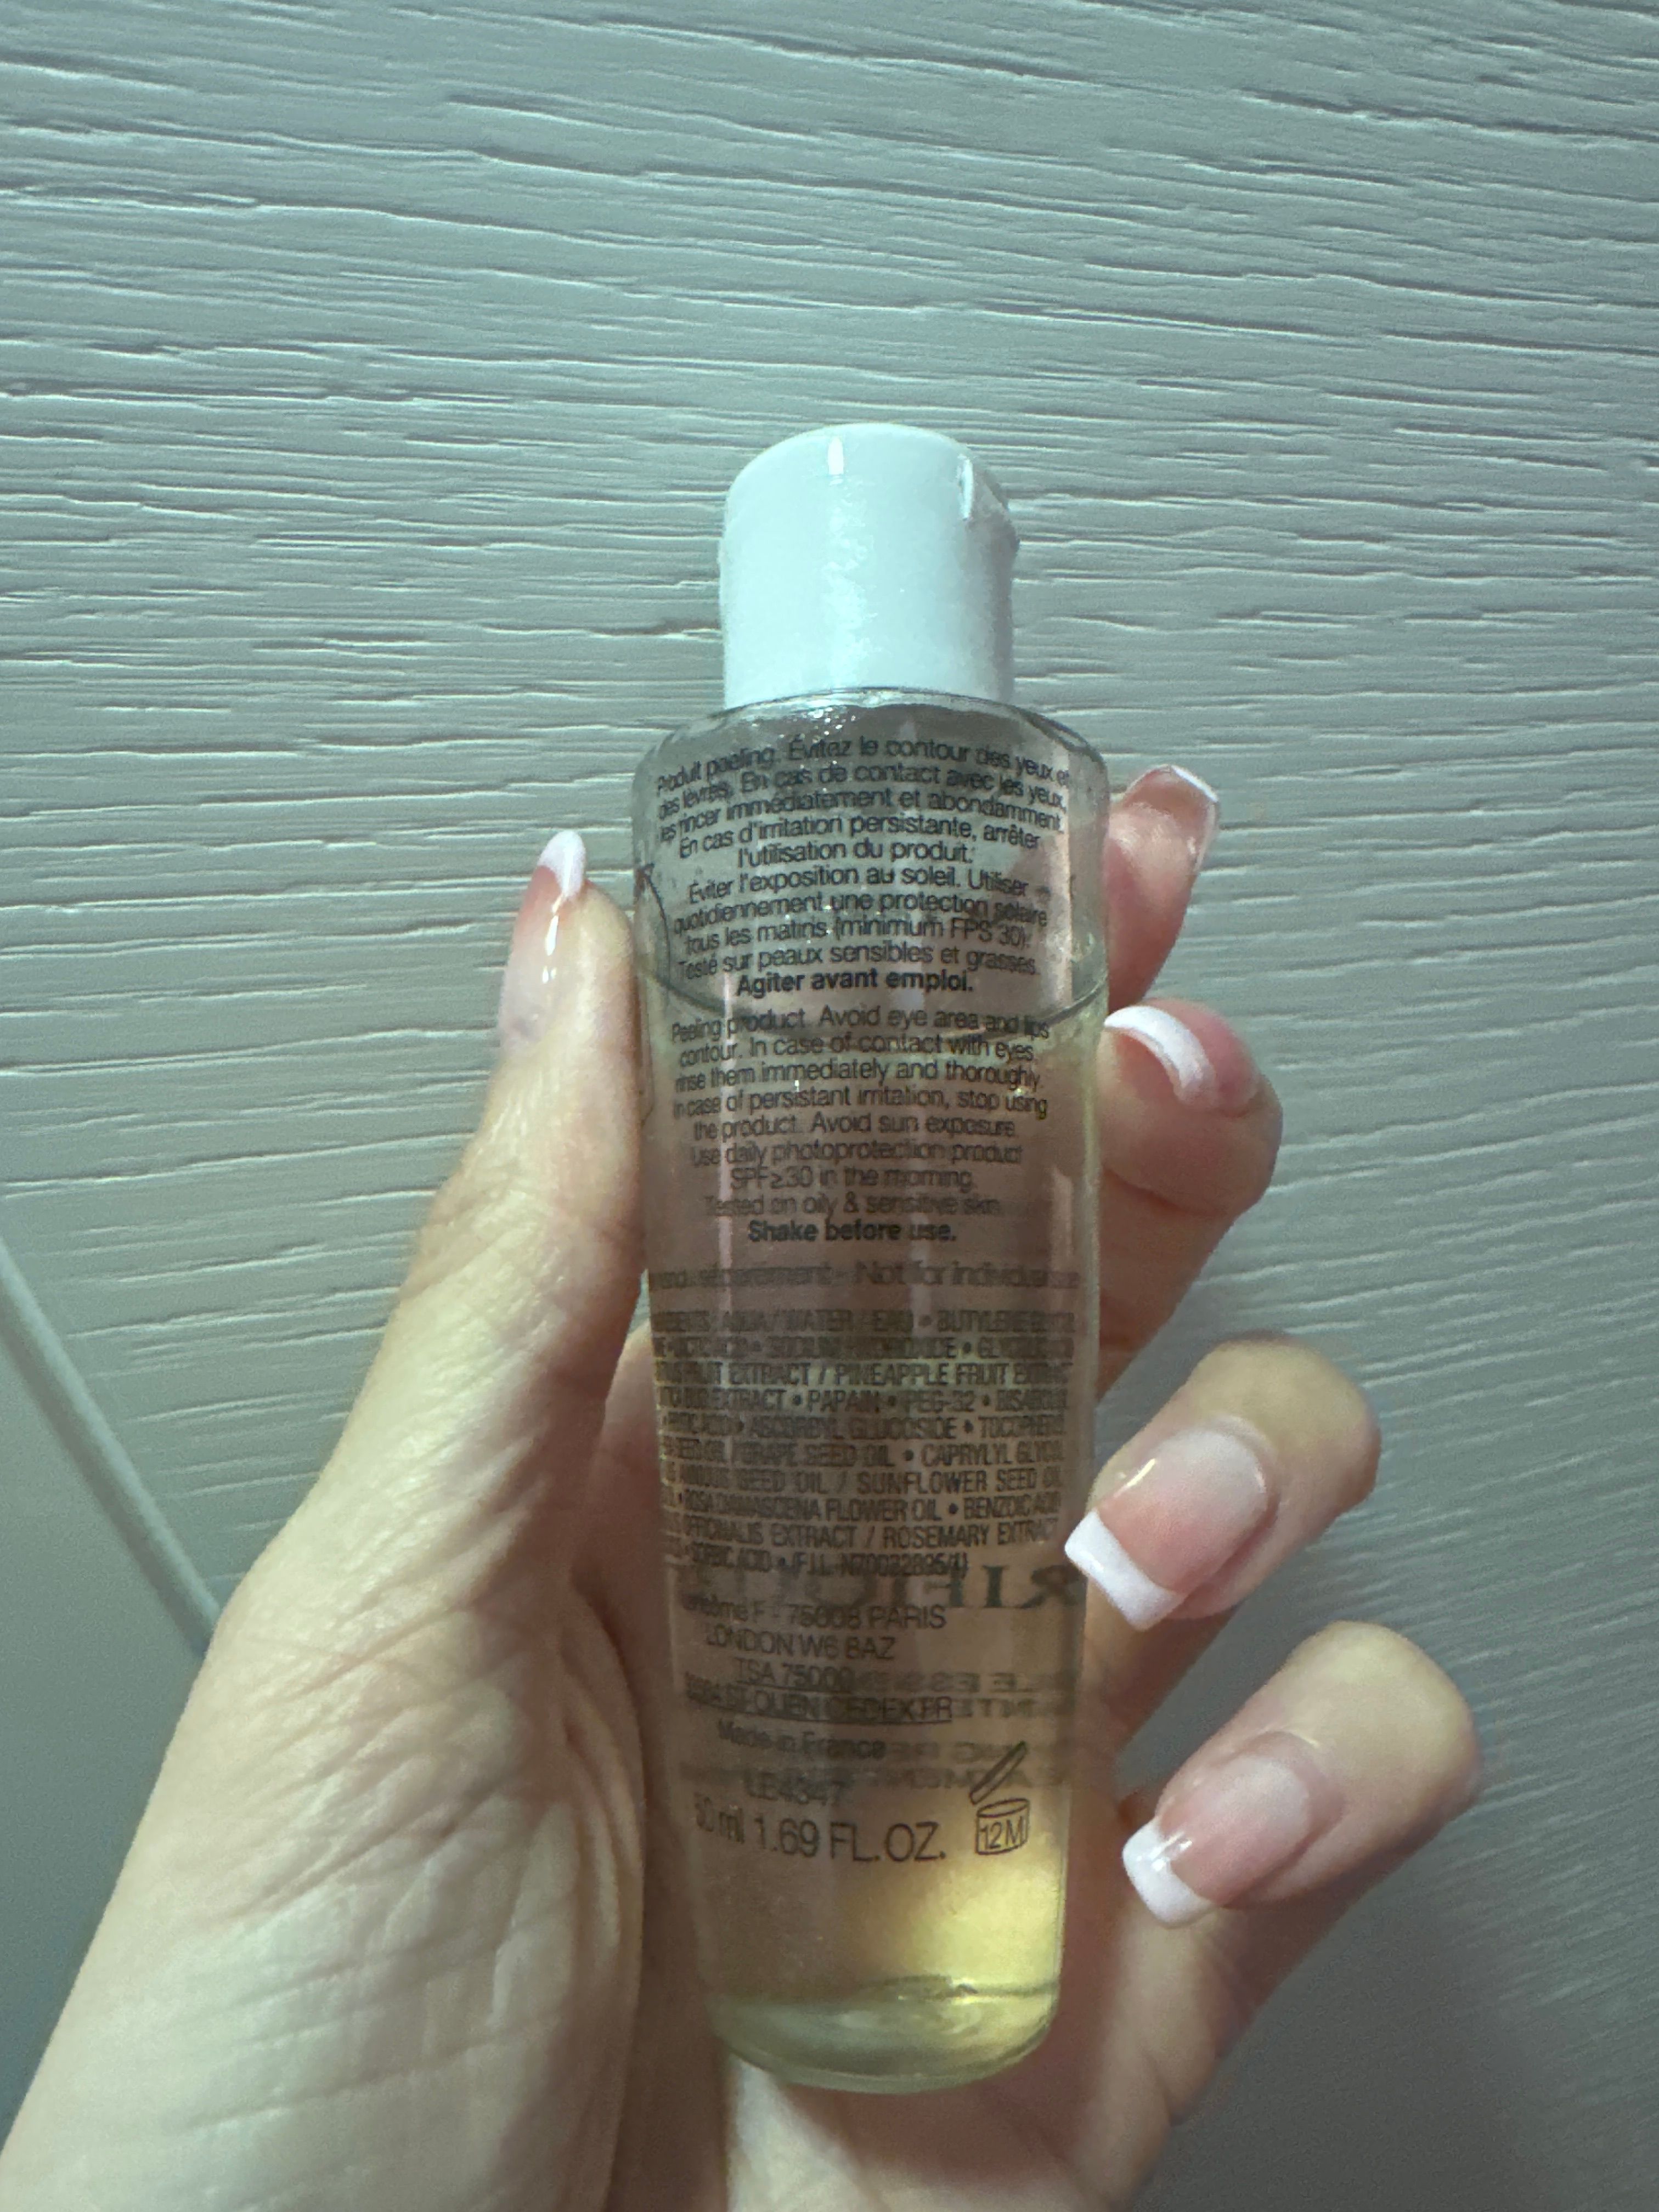 Produit peeling. Évitez le contour des yeux et
des lèvres. En cas de contact avec les yeux,
les rincer immédiatement et abondamment.
En cas d'irritation persistante, arrêter
l'utilisation du produit.
Éviter l'exposition au soleil. Utiliser
quotidiennement une protection solaire
tous les matins (minimum FPS 30).
Testé sur peaux sensibles et grasses.
Agiter avant emploi.
Peeling product. Avoid eye area and lips
contour. In case of contact with eyes,
rinse them immediately and thoroughly.
In case of persistant irritation, stop using
the product. Avoid sun exposure.
Use daily photoprotection product
SPF≥30 in the morning.
Tested on oily & sensitive skin.
Shake before use.
Not for individual
AQUA / WATER / EAU •
SODIUM HYDROXIDE •
FRUIT EXTRACT / PINEAPPLE FRUIT
EXTRACT • PAPAIN • PEG-32 •
• ASCORBYL GLUCOSIDE •
SEED OIL / GRAPE SEED OIL • CAPRYLYL
SEED OIL / SUNFLOWER SEED OIL
• ROSA DAMASCENA FLOWER OIL • BENZOIC ACID
EXTRACT / ROSEMARY EXTRACT
• SORBIC ACID •
F - 75008 PARIS
LONDON W6 8AZ
TSA 75000
ST-OUEN CEDEX FR
Made in France
50 ml 1.69 FL.OZ.
12M